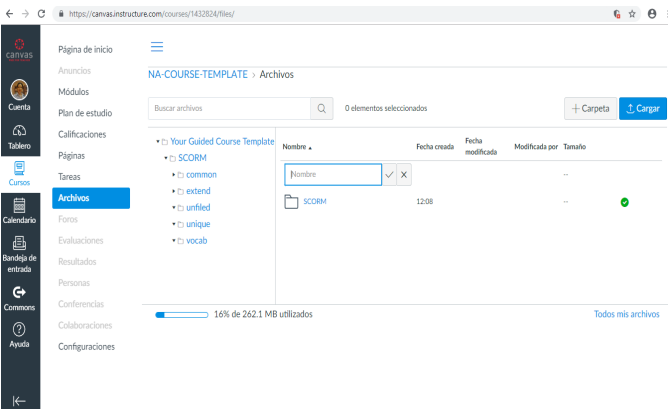 https://canvas.instructure.com/courses/1432824/files/
canvas
Cuenta
Tablero
Cursos
Calendario
Bandeja de
entrada
Commons
Ayuda
Página de inicio
Anuncios
Módulos
Plan de estudio
Calificaciones
Páginas
Tareas
Archivos
Foros
Evaluaciones
Resultados
Personas
Conferencias
Colaboraciones
Configuraciones
NA-COURSE-TEMPLATE > Archivos
Buscar archivos
0 elementos seleccionados
+ Carpeta
Cargar
Your Guided Course Template
SCORM
common
extend
unfiled
unique
vocab
Nombre Fecha creada Fecha modificada Modificada por Tamaño
Nombre --
SCORM 12:08 --
16% de 262.1 MB utilizados
Todos mis archivos